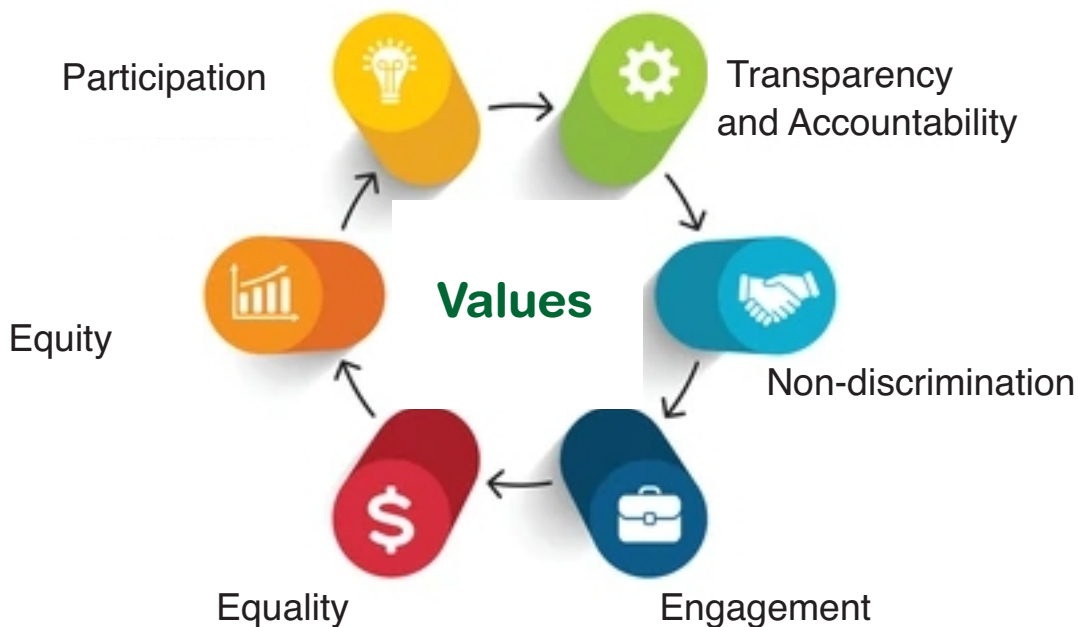 Participation
Transparency
and Accountability
Values
Equity
Non-discrimination
$
Equality
Engagement